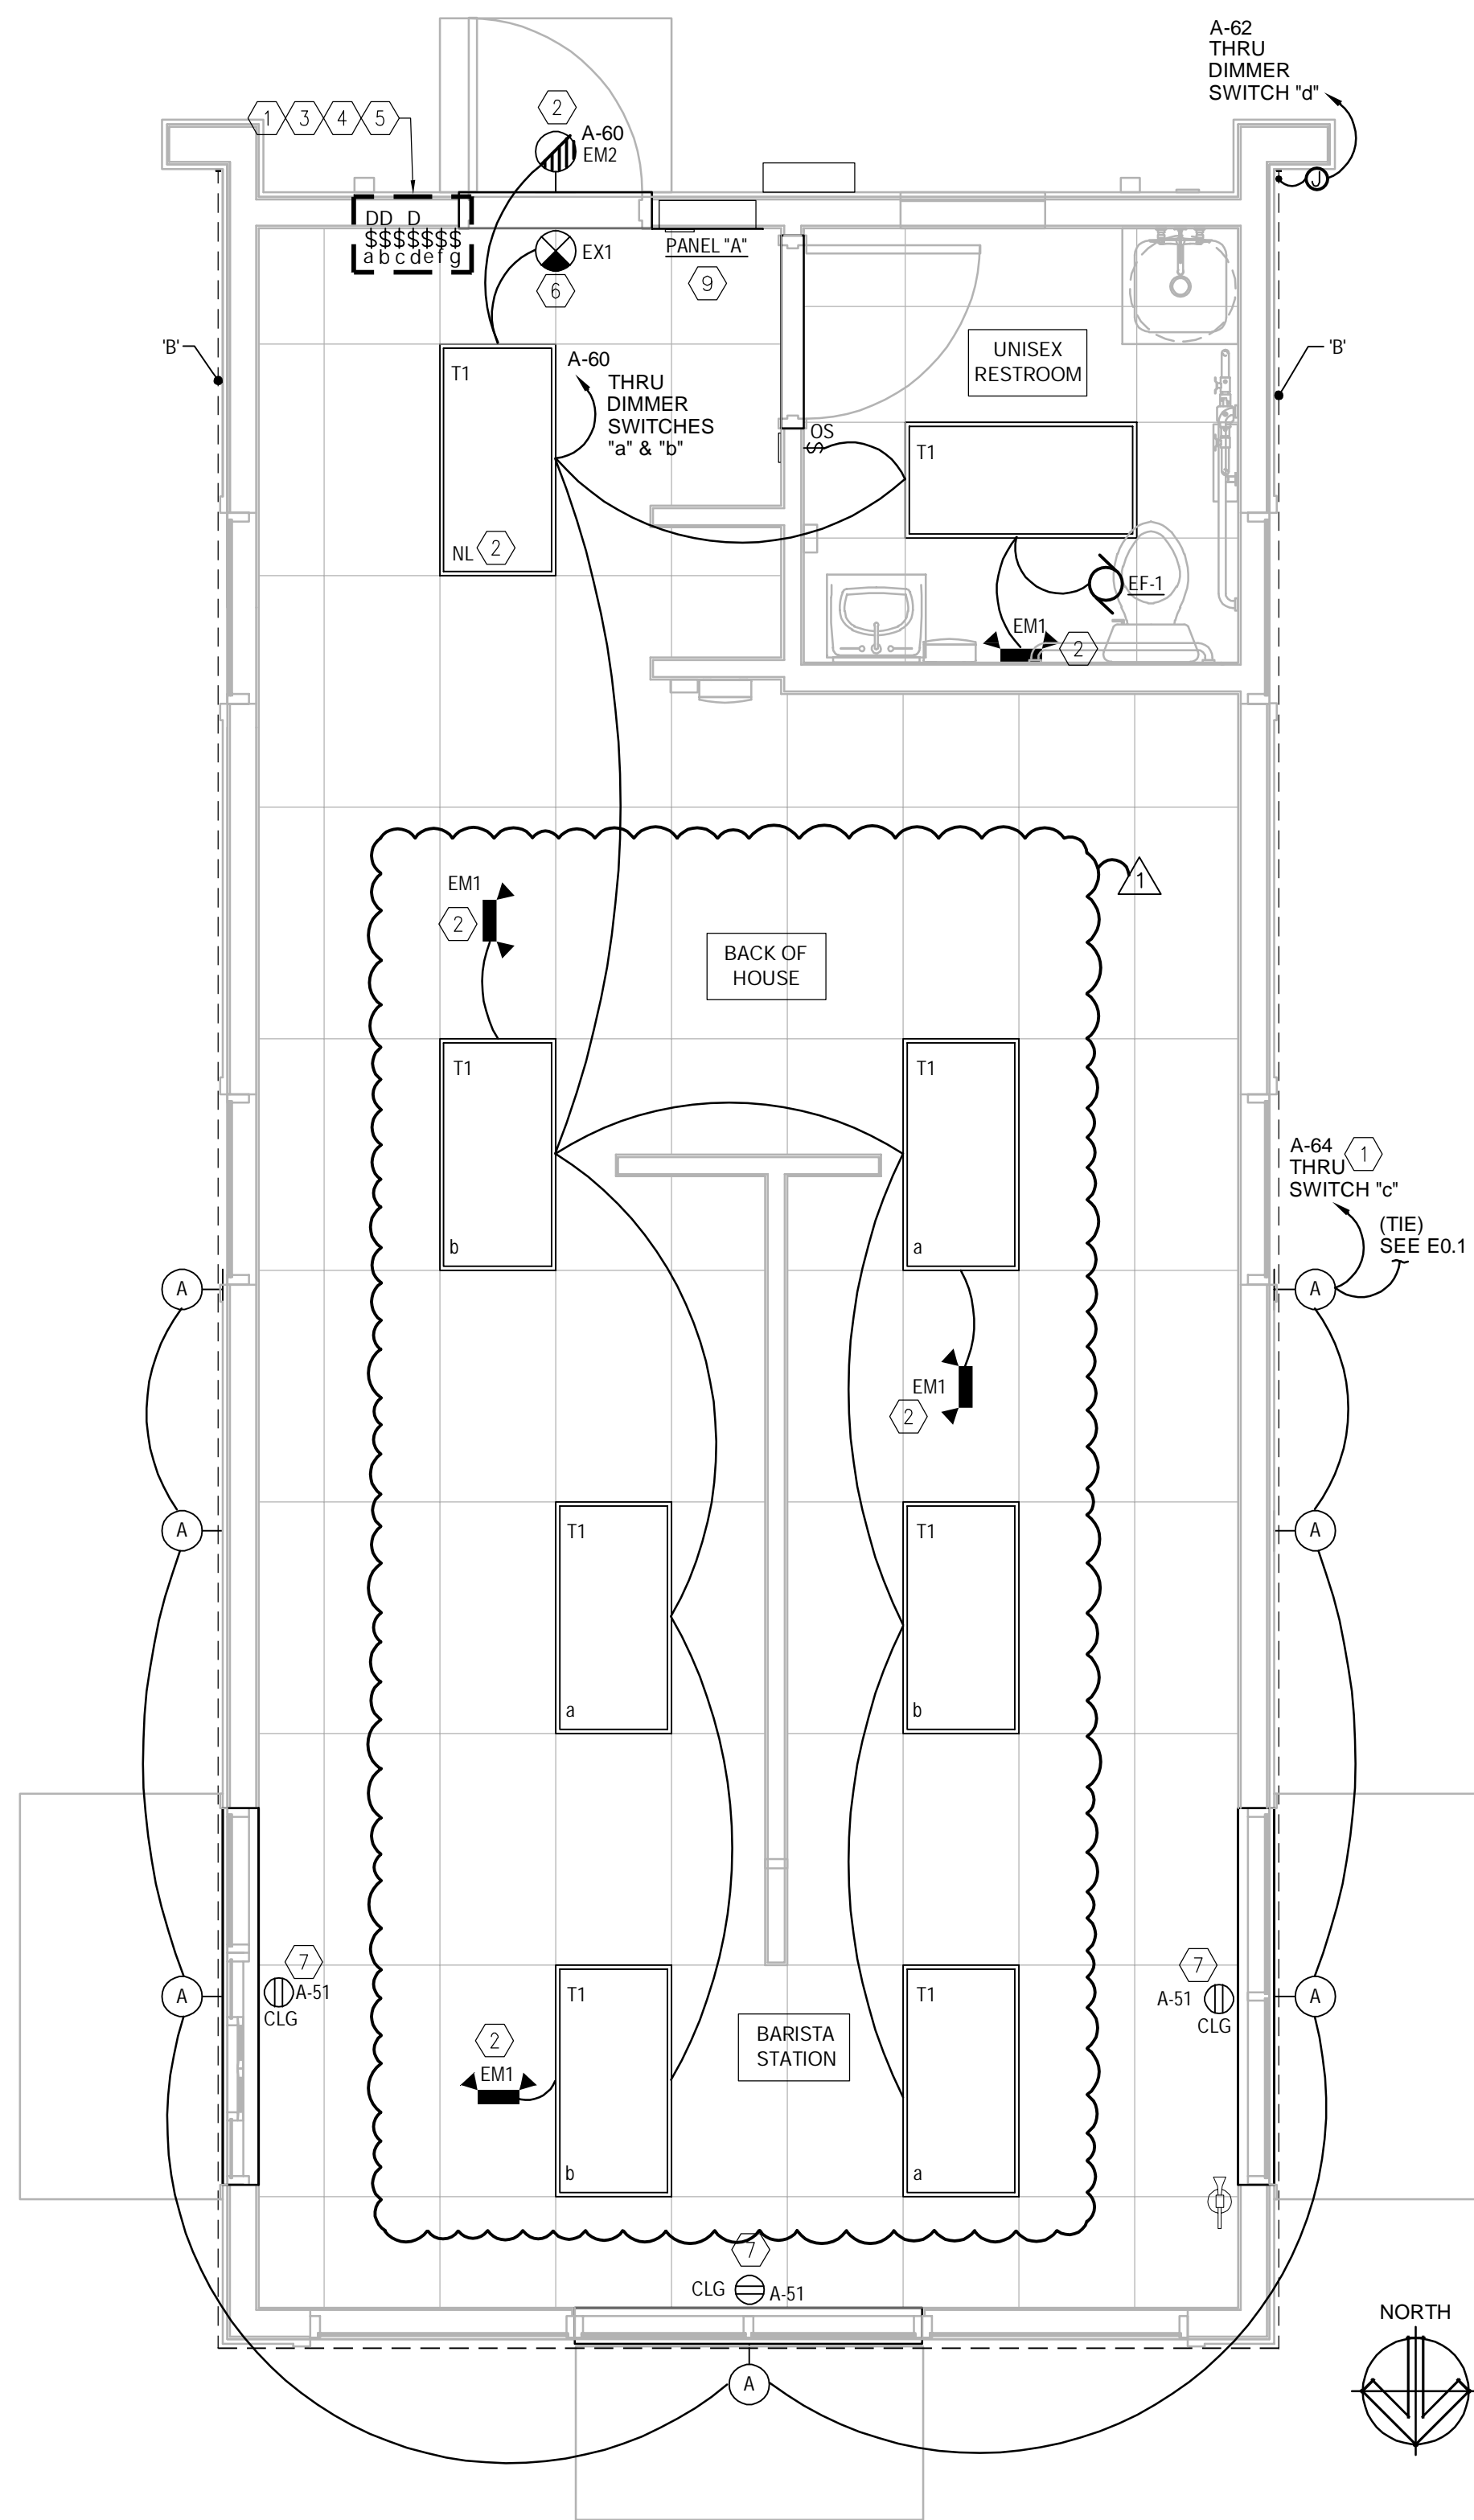 A-62
THRU
DIMMER
SWITCH "d"
1 3 4 5
2
A-60
EM2
J
DD D
$$$$$$$
a b c d e f g
EX1
6
PANEL "A"
9
'B'
'B'
UNISEX
RESTROOM
A-60
THRU
DIMMER
SWITCHES
"a" & "b"
T1
NL 2
OS
$
T1
EF-1
EM1
2
1
EM1
2
BACK OF
HOUSE
T1
b
T1
a
A-64 1
THRU
SWITCH "c"
(TIE)
SEE E0.1
A
A
EM1
2
A
A
T1
a
T1
b
7
A-51
CLG
A
7
A-51
CLG
A
T1
b
T1
a
2
EM1
BARISTA
STATION
7
CLG
A-51
A
NORTH